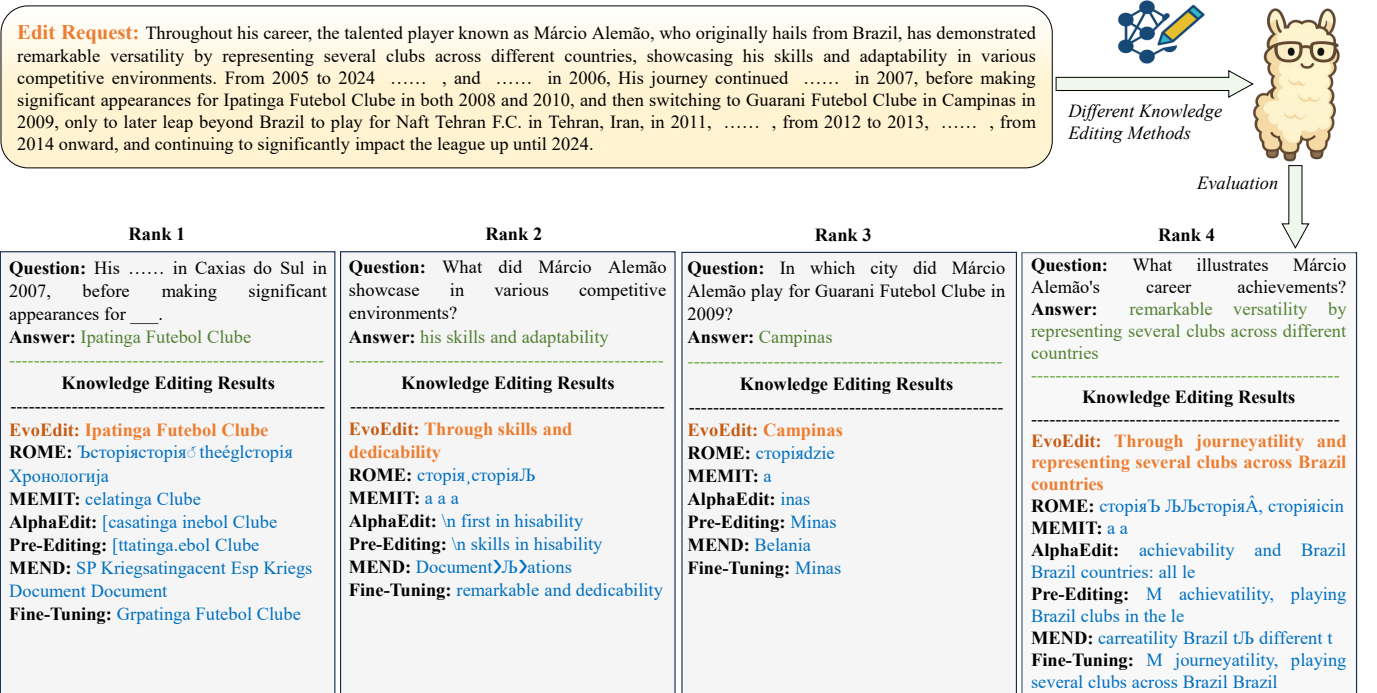 Edit Request: Throughout his career, the talented player known as Márcio Alemão, who originally hails from Brazil, has demonstrated
remarkable versatility by representing several clubs across different countries, showcasing his skills and adaptability in various
competitive environments. From 2005 to 2024 …… , and …… in 2006, His journey continued …… in 2007, before making
significant appearances for Ipatinga Futebol Clube in both 2008 and 2010, and then switching to Guarani Futebol Clube in Campinas in
2009, only to later leap beyond Brazil to play for Naft Tehran F.C. in Tehran, Iran, in 2011, …… , from 2012 to 2013, …… , from
2014 onward, and continuing to significantly impact the league up until 2024.
Different Knowledge
Editing Methods
Evaluation
Rank 1
Question: His …… in Caxias do Sul in
2007, before making significant
appearances for ___.
Answer: Ipatinga Futebol Clube
Knowledge Editing Results
EvoEdit: Ipatinga Futebol Clube
ROME: Ъсторіясторія theéglсторія
Хронологија
MEMIT: celatinga Clube
AlphaEdit: [casatinga inebol Clube
Pre-Editing: [ttatinga.ebol Clube
MEND: SP Kriegsatingacent Esp Kriegs
Document Document
Fine-Tuning: Grpatinga Futebol Clube
Rank 2
Question: What did Márcio Alemão
showcase in various competitive
environments?
Answer: his skills and adaptability
Knowledge Editing Results
EvoEdit: Through skills and
dedicability
ROME: сторія¸сторіяЉ
MEMIT: a a a
AlphaEdit: \n first in hisability
Pre-Editing: \n skills in hisability
MEND: Document❯Љ❯ations
Fine-Tuning: remarkable and dedicability
Rank 3
Question: In which city did Márcio
Alemão play for Guarani Futebol Clube in
2009?
Answer: Campinas
Knowledge Editing Results
EvoEdit: Campinas
ROME: сторіяdzie
MEMIT: a
AlphaEdit: inas
Pre-Editing: Minas
MEND: Belania
Fine-Tuning: Minas
Rank 4
Question: What illustrates Márcio
Alemão's career achievements?
Answer: remarkable versatility by
representing several clubs across different
countries
Knowledge Editing Results
EvoEdit: Through journeyatility and
representing several clubs across Brazil
countries
ROME: сторіяЪ ЉЉсторіяÂ, сторіяicin
MEMIT: a a
AlphaEdit: achievability and Brazil
Brazil countries: all le
Pre-Editing: M achievatility, playing
Brazil clubs in the le
MEND: carreatility Brazil tЉ different t
Fine-Tuning: M journeyatility, playing
several clubs across Brazil Brazil